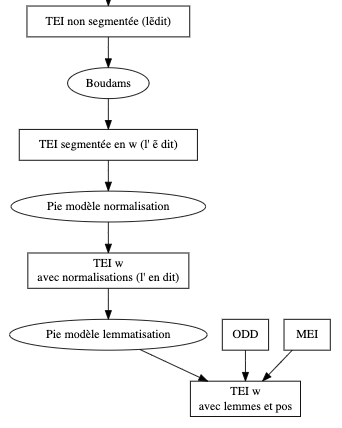 TEI non segmentée (lẽdit)
Boudams
TEI segmentée en w (l' ẽ dit)
Pie modèle normalisation
TEI w
avec normalisations (l' en dit)
Pie modèle lemmatisation
ODD
MEI
TEI w
avec lemmes et pos